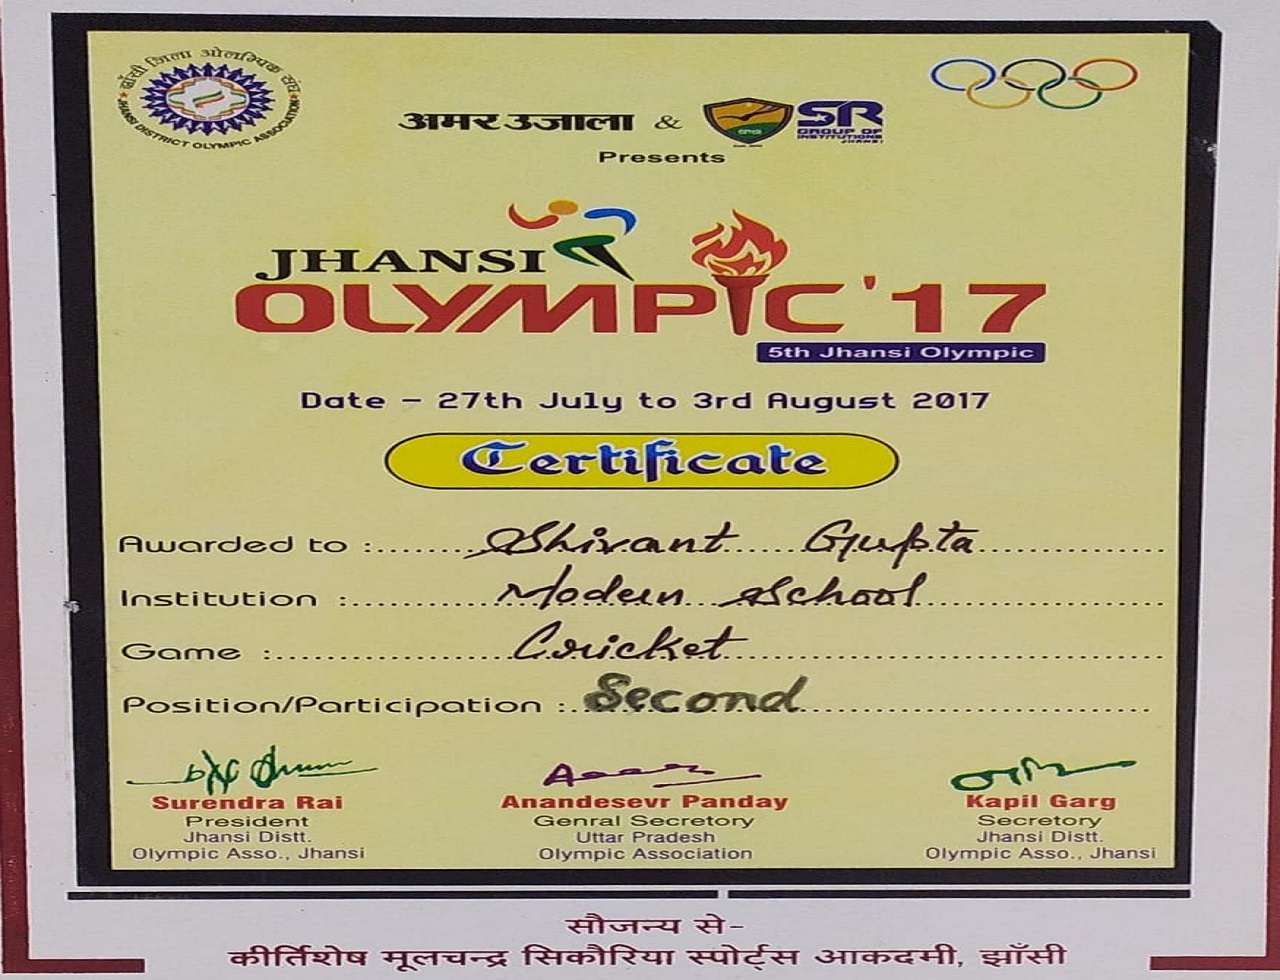 झाँसी जिला ओलम्पिक संघ
JHANSI DISTRICT OLYMPIC ASSOCIATION
अमर उजाला & SR
GROUP OF
INSTITUTIONS
JHANSI
Presents
JHANSI
OLYMPIC'17
5th Jhansi Olympic
Date – 27th July to 3rd August 2017
Certificate
Awarded to : Shivant Gupta
Institution : Modern School
Game : Cricket
Position/Participation : Second
Surendra Rai Anandesevr Panday Kapil Garg
President Genral Secretary Secretary
Jhansi Distt. Uttar Pradesh Jhansi Distt.
Olympic Asso., Jhansi Olympic Association Olympic Asso., Jhansi
सौजन्य से-
कीर्तिशेष मूलचन्द्र सिकौरिया स्पोर्ट्स आकदमी, झाँसी